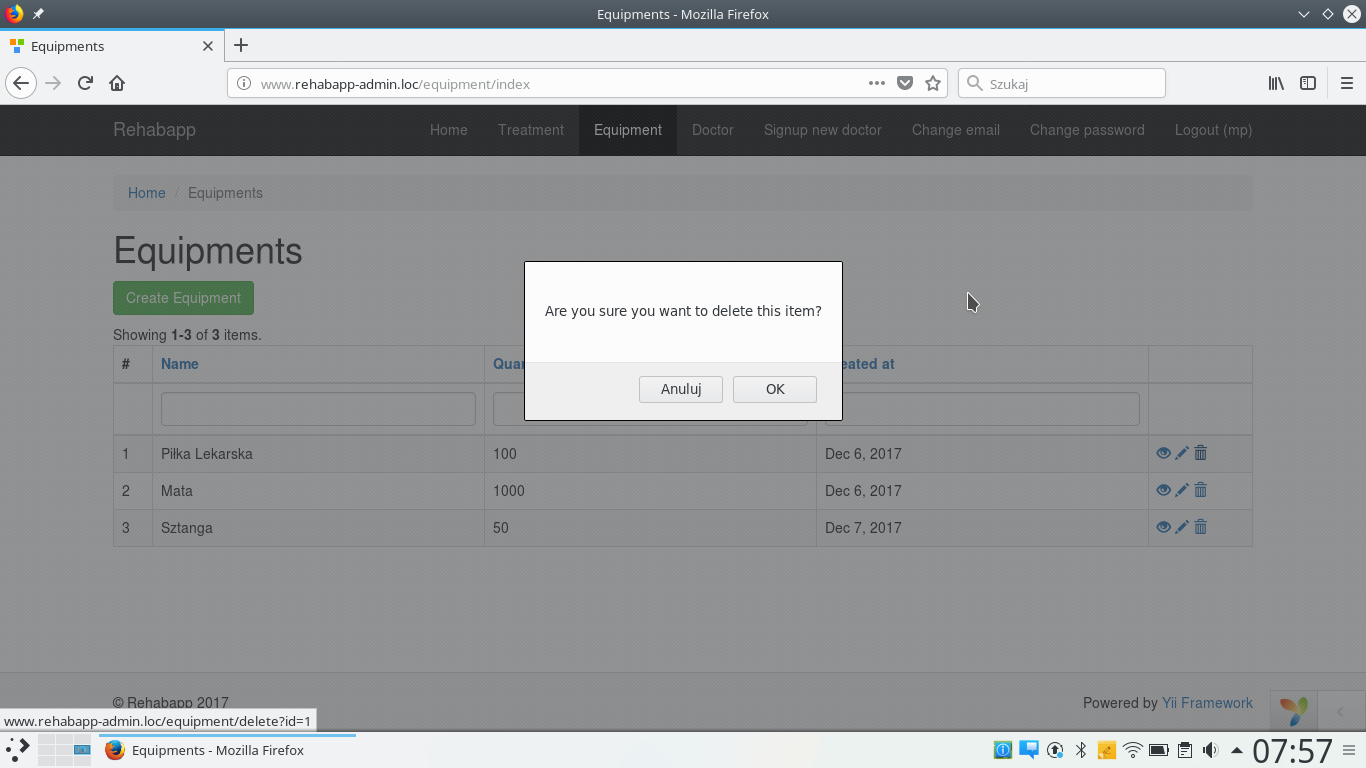 Equipments - Mozilla Firefox
Equipments
www.rehabapp-admin.loc/equipment/index
Szukaj
Rehabapp Home Treatment Equipment Doctor Signup new doctor Change email Change password Logout (mp)
Home / Equipments
Equipments
Create Equipment
Are you sure you want to delete this item?
Anuluj OK
Showing 1-3 of 3 items.
# Name Quan eated at
1 Piłka Lekarska 100 Dec 6, 2017
2 Mata 1000 Dec 6, 2017
3 Sztanga 50 Dec 7, 2017
© Rehabapp 2017 Powered by Yii Framework
www.rehabapp-admin.loc/equipment/delete?id=1
Equipments - Mozilla Firefox 07:57